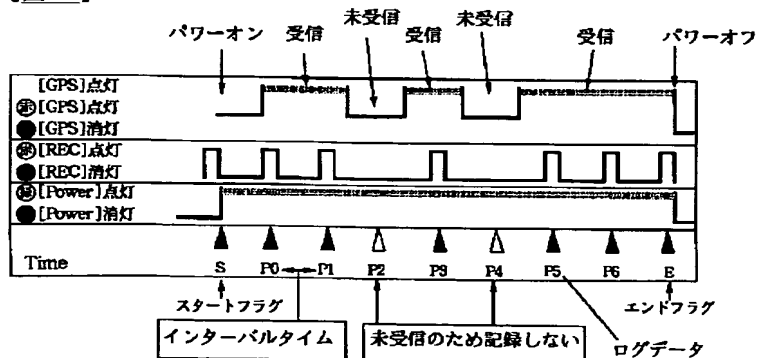 パワーオン 受信 未受信 受信 未受信 受信 パワーオフ
[GPS]点灯
[GPS]点灯
[GPS]消灯
[REC]点灯
[REC]消灯
[Power]点灯
[Power]消灯
Time S P0 P1 P2 P3 P4 P5 P6 E
スタートフラグ エンドフラグ
インターバルタイム 未受信のため記録しない ログデータ